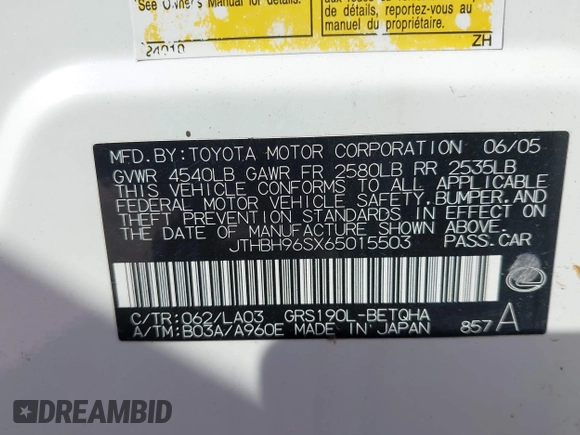 See Owner's Manual for details.
de détails, reportez-vous au
manuel du propriétaire.
ZH
MFD.BY:TOYOTA MOTOR CORPORATION 06/05
GVWR 4540LB GAWR FR 2580LB RR 2535LB
THIS VEHICLE CONFORMS TO ALL APPLICABLE
FEDERAL MOTOR VEHICLE SAFETY,BUMPER,AND
THEFT PREVENTION STANDARDS IN EFFECT ON
THE DATE OF MANUFACTURE SHOWN ABOVE.
JTHBH96SX65015503 PASS.CAR
C/TR:062/LA03 GRS190L-BETQHA
A/TM:B03A/A960E MADE IN JAPAN 857A
DREAMBID